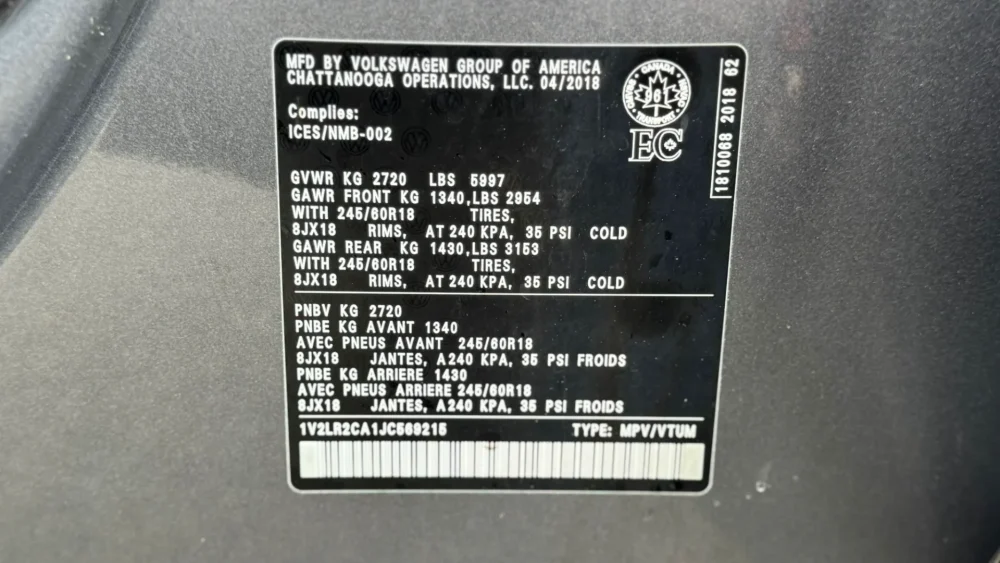 MFD BY VOLKSWAGEN GROUP OF AMERICA
CHATTANOOGA OPERATIONS, LLC. 04/2018
Complies:
ICES/NMB-002
CANADA
96
TRANSPORT
EC
1810068 2018 62
GVWR KG 2720 LBS 5997
GAWR FRONT KG 1340,LBS 2954
WITH 245/60R18 TIRES,
8JX18 RIMS, AT 240 KPA, 35 PSI COLD
GAWR REAR KG 1430,LBS 3153
WITH 245/60R18 TIRES,
8JX18 RIMS, AT 240 KPA, 35 PSI COLD
PNBV KG 2720
PNBE KG AVANT 1340
AVEC PNEUS AVANT 245/60R18
8JX18 JANTES, A 240 KPA, 35 PSI FROIDS
PNBE KG ARRIERE 1430
AVEC PNEUS ARRIERE 245/60R18
8JX18 JANTES, A 240 KPA, 35 PSI FROIDS
1V2LR2CA1JC569215 TYPE: MPV/VTUM